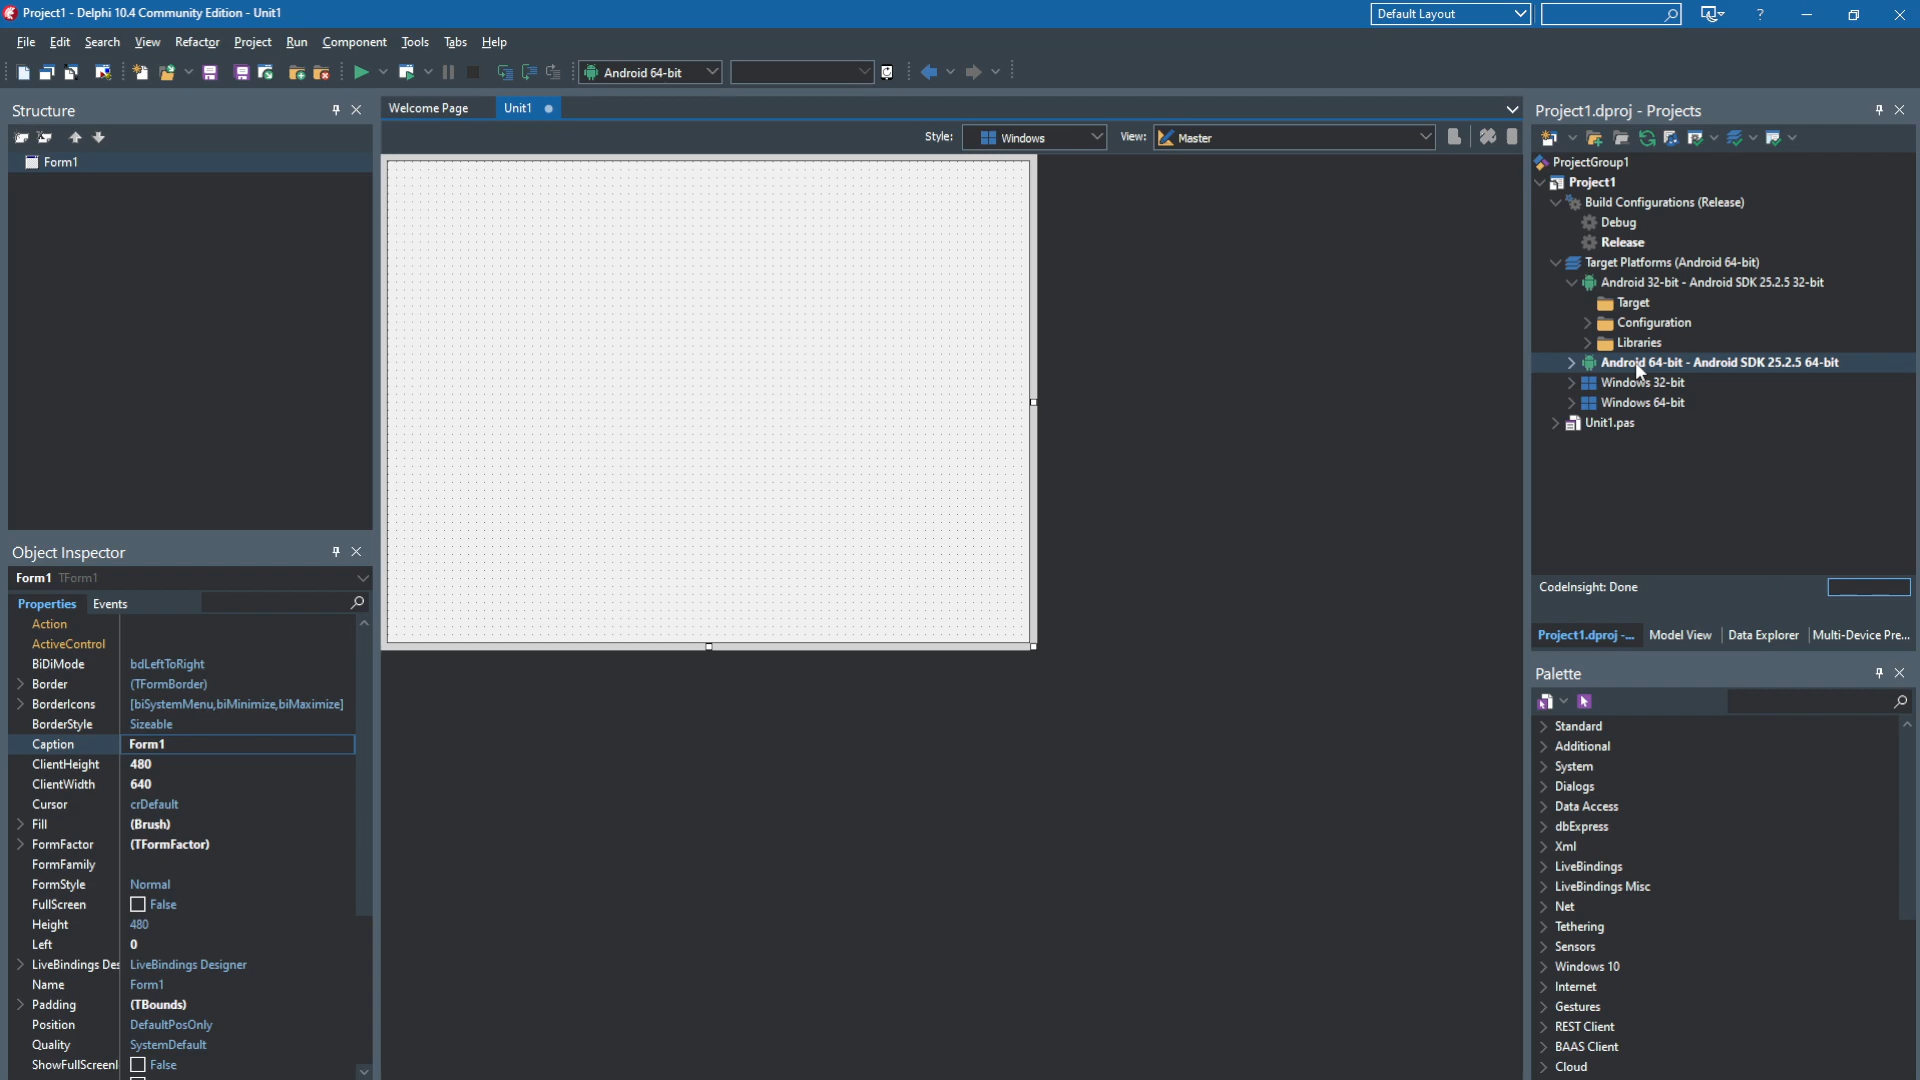 Project1 - Delphi 10.4 Community Edition - Unit1
Default Layout
?
File Edit Search View Refactor Project Run Component Tools Tabs Help
Android 64-bit
Structure
Form1
Welcome Page
Unit1
Style:
Windows
View:
Master
Project1.dproj - Projects
ProjectGroup1
Project1
Build Configurations (Release)
Debug
Release
Target Platforms (Android 64-bit)
Android 32-bit - Android SDK 25.2.5 32-bit
Target
Configuration
Libraries
Android 64-bit - Android SDK 25.2.5 64-bit
Windows 32-bit
Windows 64-bit
Unit1.pas
CodeInsight: Done
Project1.dproj -...
Model View
Data Explorer
Multi-Device Pre...
Object Inspector
Form1 TForm1
Properties
Events
Action
ActiveControl
BiDiMode bdLeftToRight
Border (TFormBorder)
BorderIcons [biSystemMenu,biMinimize,biMaximize]
BorderStyle Sizeable
Caption Form1
ClientHeight 480
ClientWidth 640
Cursor crDefault
Fill (Brush)
FormFactor (TFormFactor)
FormFamily
FormStyle Normal
FullScreen False
Height 480
Left 0
LiveBindings Des LiveBindings Designer
Name Form1
Padding (TBounds)
Position DefaultPosOnly
Quality SystemDefault
ShowFullScreenI False
Palette
Standard
Additional
System
Dialogs
Data Access
dbExpress
Xml
LiveBindings
LiveBindings Misc
Net
Tethering
Sensors
Windows 10
Internet
Gestures
REST Client
BAAS Client
Cloud